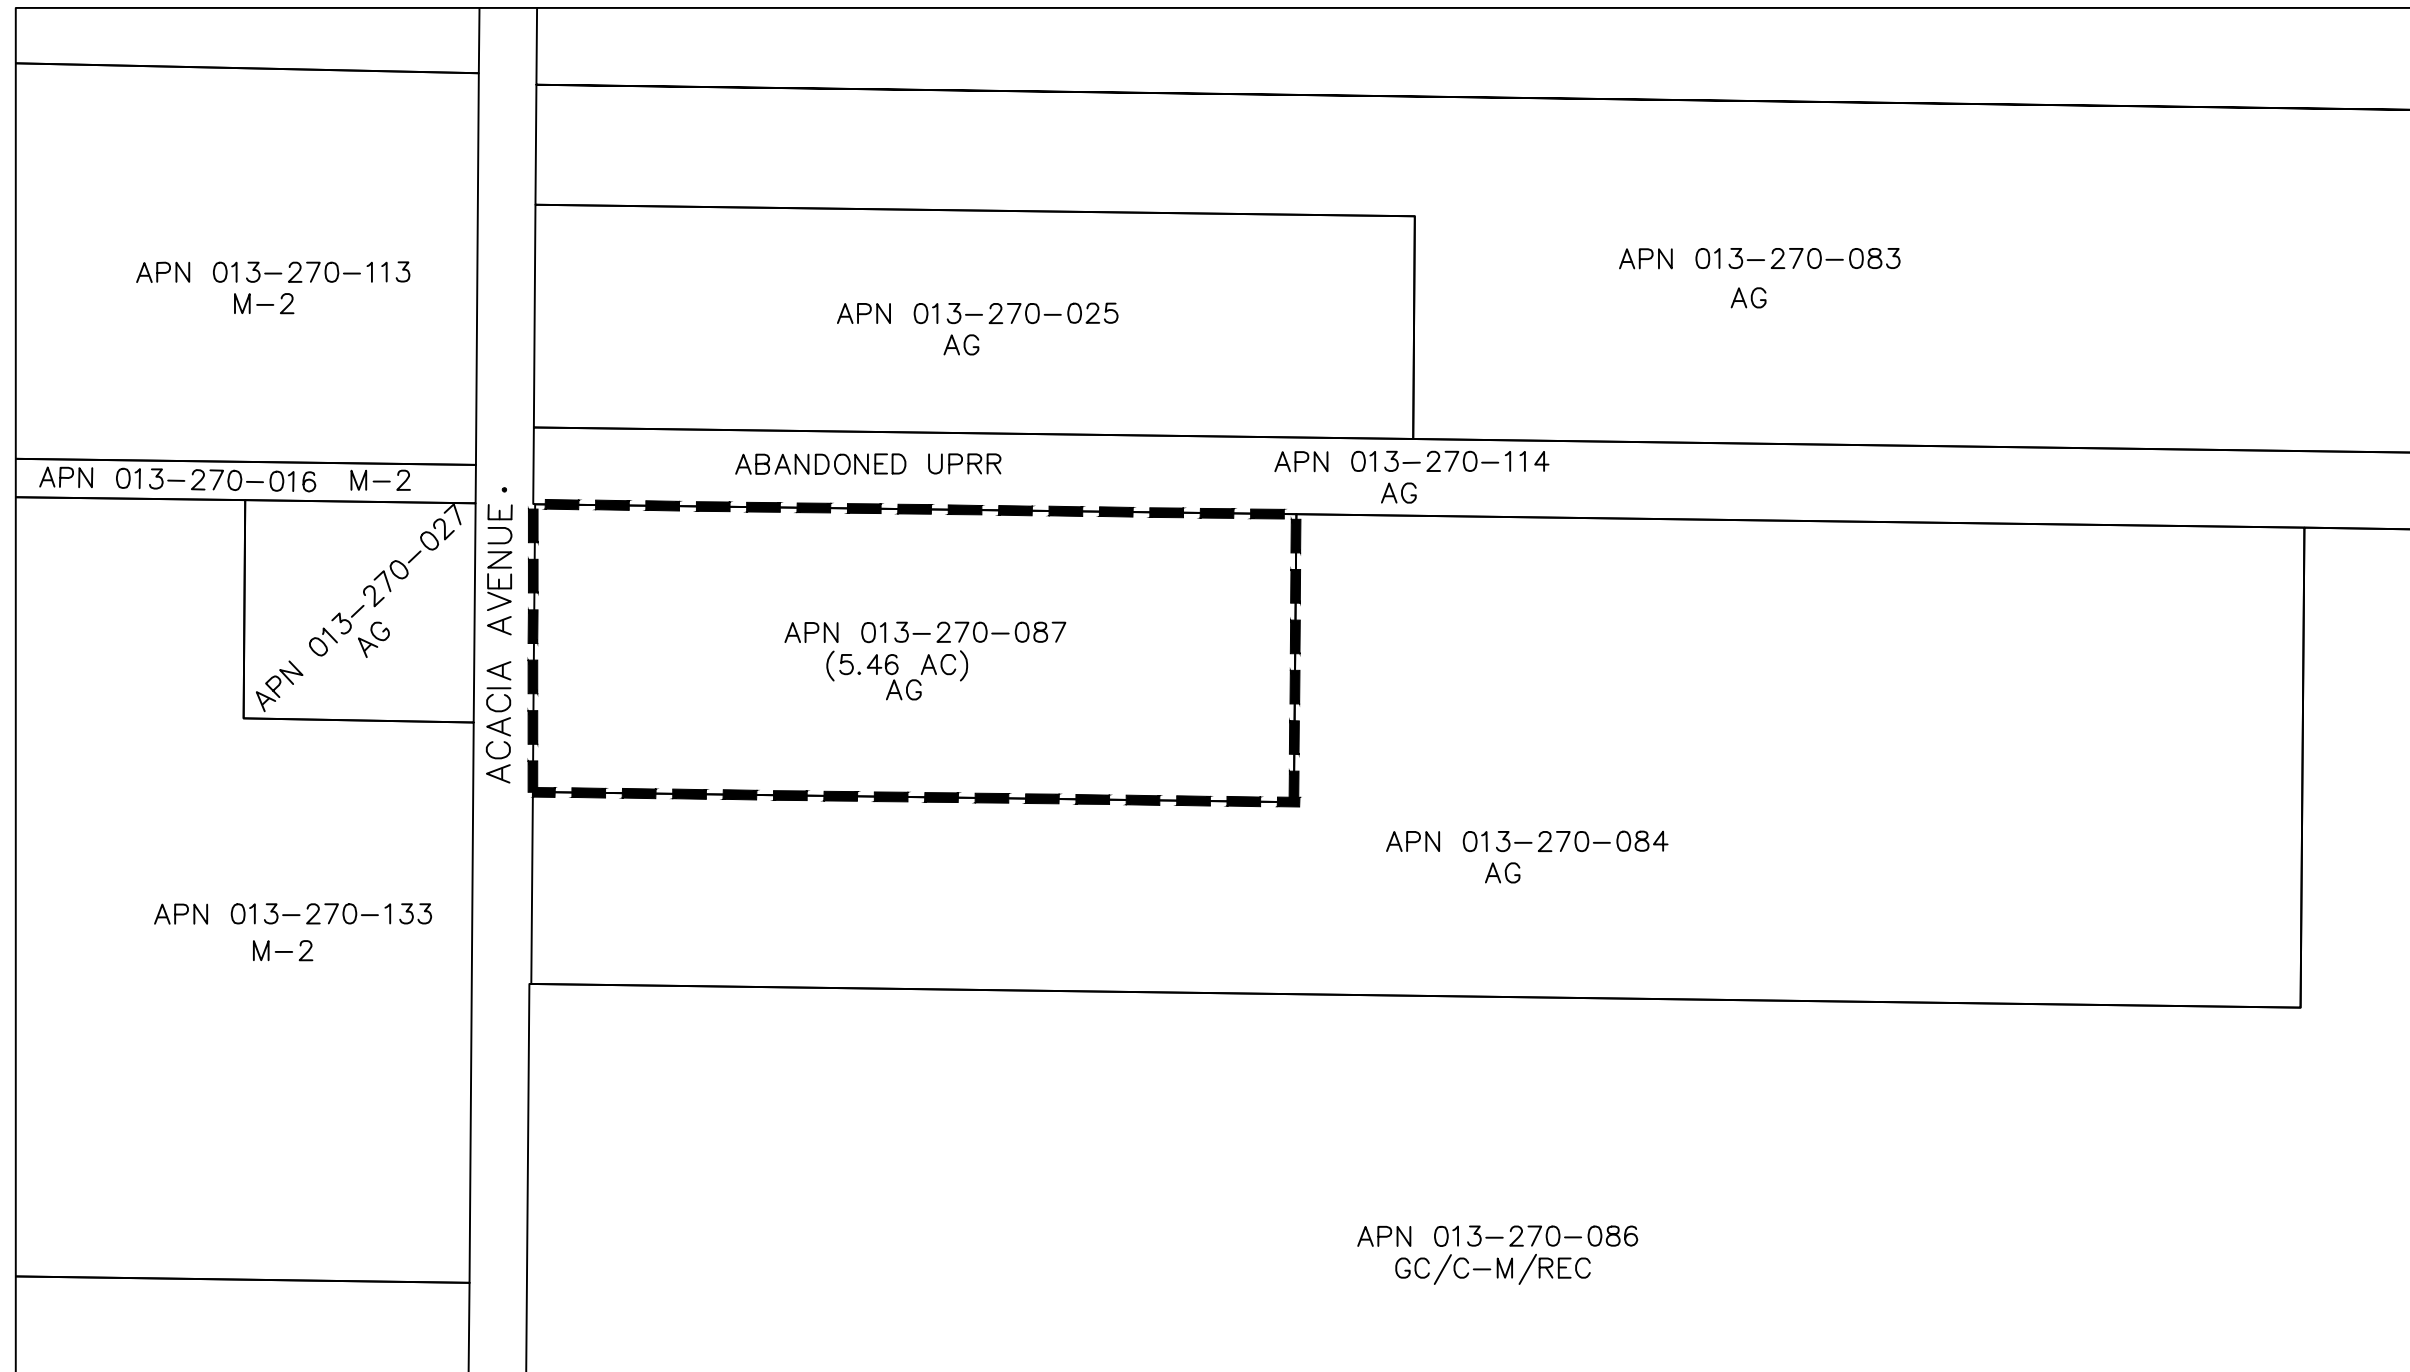 APN 013-270-113
M-2
APN 013-270-083
AG
APN 013-270-025
AG
APN 013-270-016 M-2
ABANDONED UPRR
APN 013-270-114
AG
APN 013-270-027
AG
ACACIA AVENUE.
APN 013-270-087
(5.46 AC)
AG
APN 013-270-084
AG
APN 013-270-133
M-2
APN 013-270-086
GC/C-M/REC